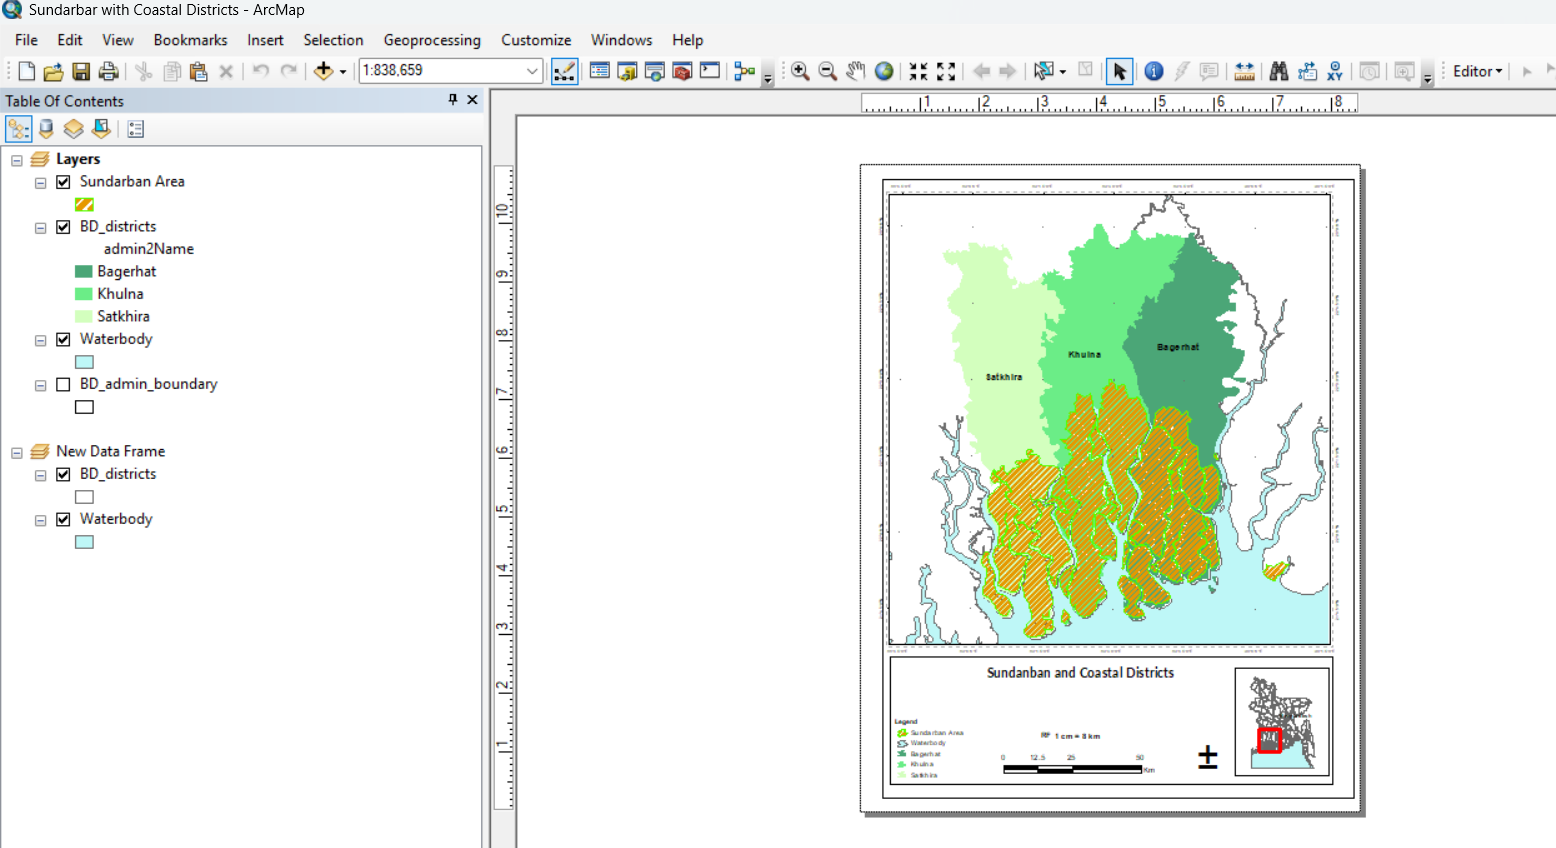 Sundarbar with Coastal Districts - ArcMap
File Edit View Bookmarks Insert Selection Geoprocessing Customize Windows Help
1:838,659
Editor
Table Of Contents
1 2 3 4 5 6 7 8
Layers
Sundarban Area
BD_districts
admin2Name
Bagerhat
Khulna
Satkhira
Waterbody
BD_admin_boundary
New Data Frame
BD_districts
Waterbody
10
9
8
7
6
5
4
3
2
1
Khulna
Bagerhat
Satkhira
Sundanban and Coastal Districts
Legend
Sundarban Area
Waterbody
Bagerhat
Khulna
Satkhira
RF 1 cm = 8 km
0 12.5 25 50
Km